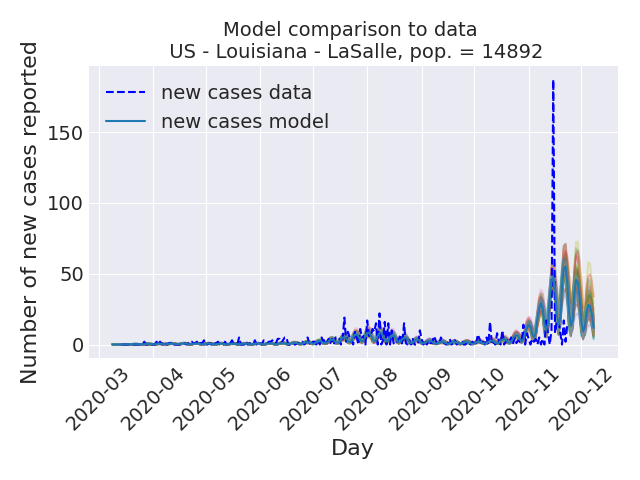 Model comparison to data
US - Louisiana - LaSalle, pop. = 14892
new cases data
new cases model
Number of new cases reported
150
100
50
0
2020-03
2020-04
2020-05
2020-06
2020-07
2020-08
2020-09
2020-10
2020-11
2020-12
Day